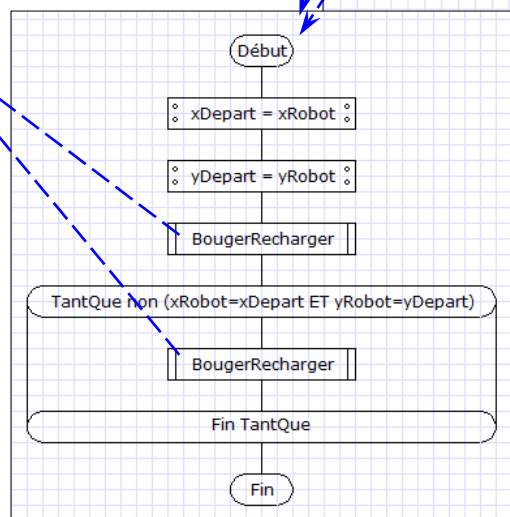 Début
xDepart = xRobot
yDepart = yRobot
BougerRecharger
TantQue non (xRobot=xDepart ET yRobot=yDepart)
BougerRecharger
Fin TantQue
Fin